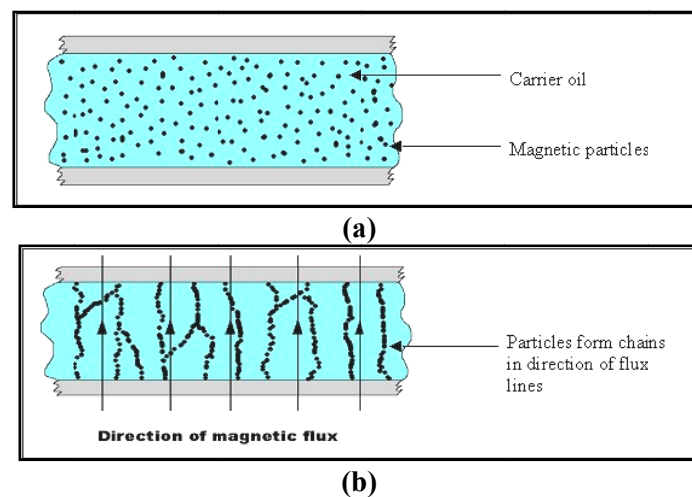 Carrier oil
Magnetic particles
(a)
Particles form chains
in direction of flux
lines
Direction of magnetic flux
(b)